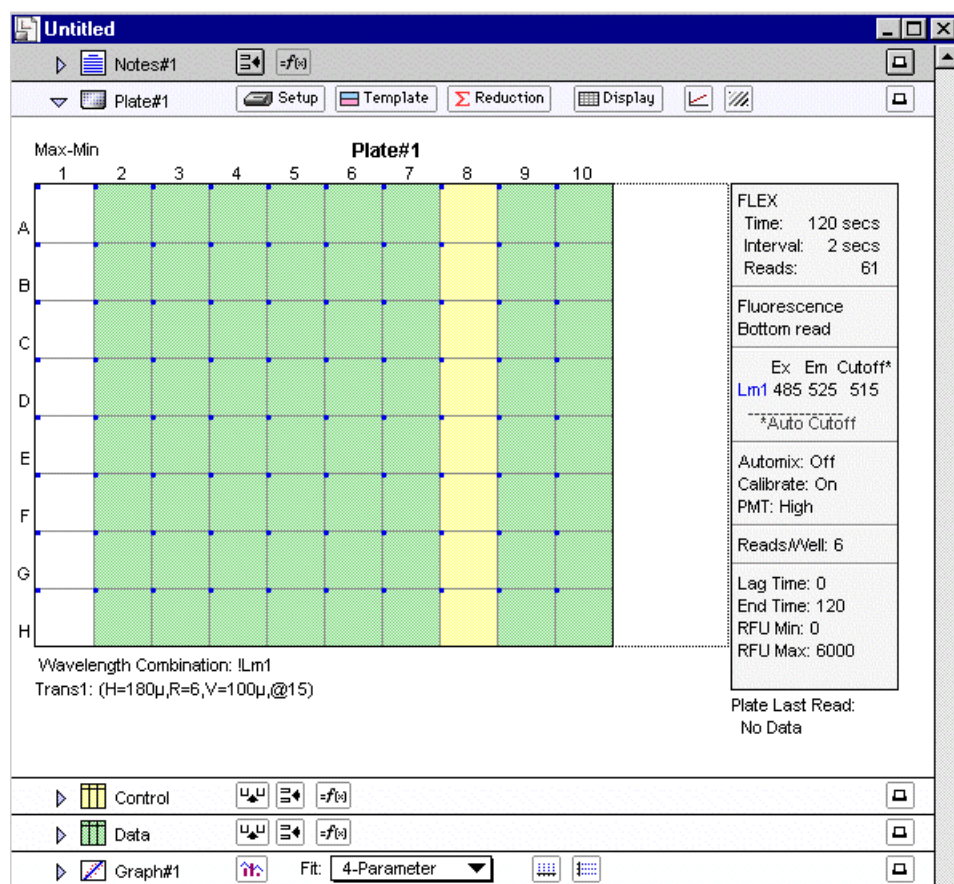 Untitled
Notes#1 =f(x)
Plate#1 Setup Template Σ Reduction Display
Max-Min Plate#1
1 2 3 4 5 6 7 8 9 10
A
B
C
D
E
F
G
H
FLEX
Time: 120 secs
Interval: 2 secs
Reads: 61
Fluorescence
Bottom read
Ex Em Cutoff*
Lm1 485 525 515
*Auto Cutoff
Automix: Off
Calibrate: On
PMT: High
Reads/Well: 6
Lag Time: 0
End Time: 120
RFU Min: 0
RFU Max: 6000
Wavelength Combination: !Lm1
Trans1: (H=180µ,R=6,V=100µ,@15)
Plate Last Read:
No Data
Control =f(x)
Data =f(x)
Graph#1 Fit: 4-Parameter